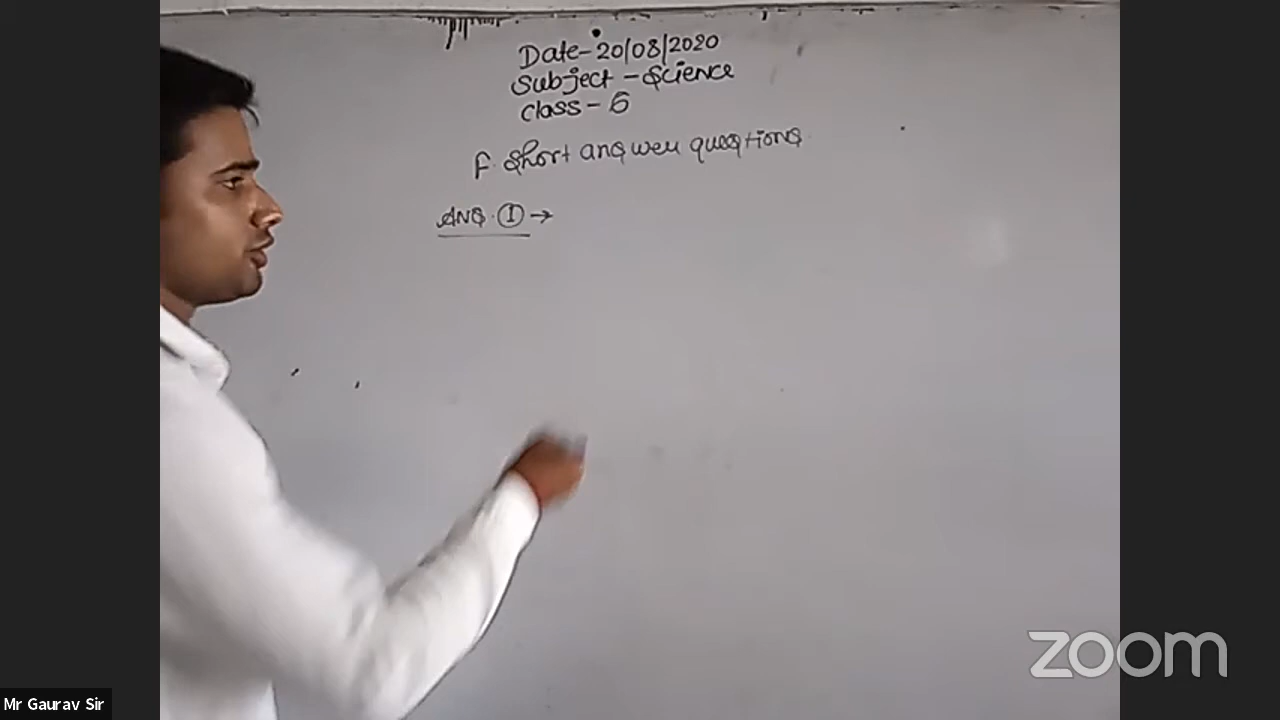 Date-20/08/2020
Subject-Science
Class-6
F. Short answer questions
ANS. 1 →
zoom
Mr Gaurav Sir